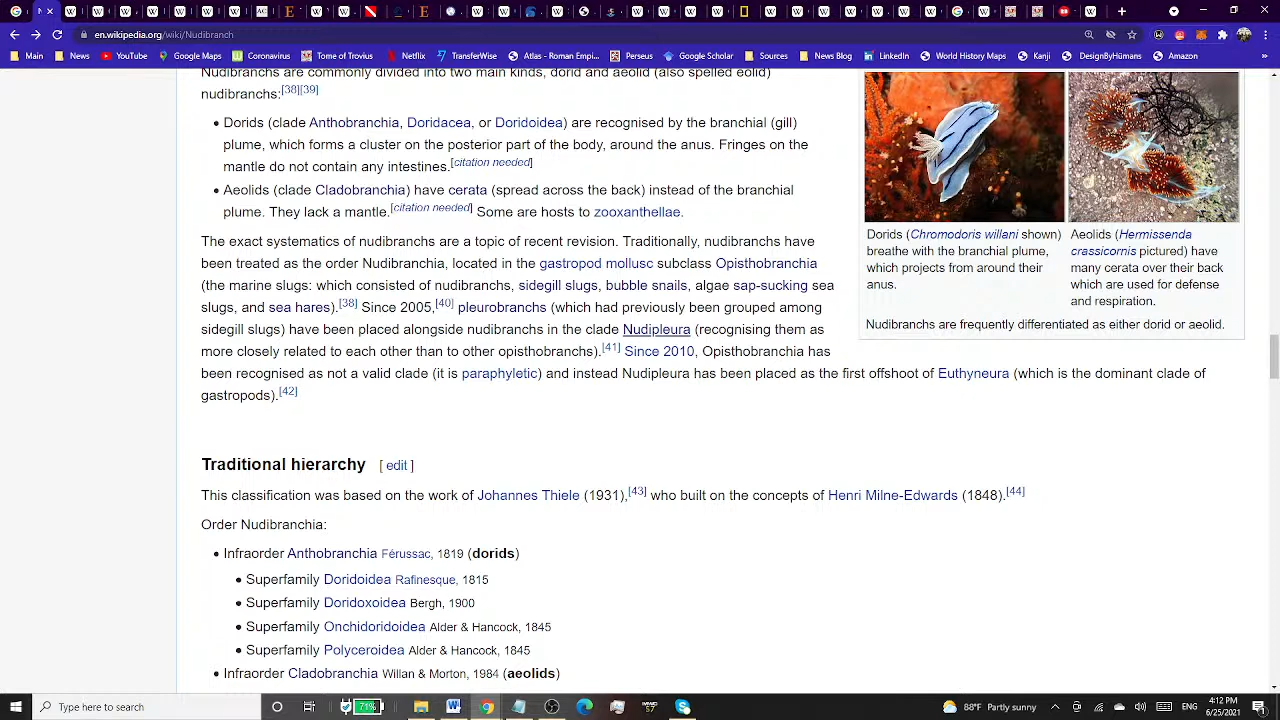 en.wikipedia.org/wiki/Nudibranch
Main News YouTube Google Maps Coronavirus Tome of Trovius Netflix TransferWise Atlas - Roman Empi... Perseus Google Scholar Sources News Blog LinkedIn World History Maps Kanji DesignByHumans Amazon »
Nudibranchs are commonly divided into two main kinds, dorid and aeolid (also spelled eolid)
nudibranchs:[38][39]
• Dorids (clade Anthobranchia, Doridacea, or Doridoidea) are recognised by the branchial (gill)
plume, which forms a cluster on the posterior part of the body, around the anus. Fringes on the
mantle do not contain any intestines.[citation needed]
• Aeolids (clade Cladobranchia) have cerata (spread across the back) instead of the branchial
plume. They lack a mantle.[citation needed] Some are hosts to zooxanthellae.
The exact systematics of nudibranchs are a topic of recent revision. Traditionally, nudibranchs have
been treated as the order Nudibranchia, located in the gastropod mollusc subclass Opisthobranchia
(the marine slugs: which consisted of nudibranchs, sidegill slugs, bubble snails, algae sap-sucking sea
slugs, and sea hares).[38] Since 2005,[40] pleurobranchs (which had previously been grouped among
sidegill slugs) have been placed alongside nudibranchs in the clade Nudipleura (recognising them as
more closely related to each other than to other opisthobranchs).[41] Since 2010, Opisthobranchia has
been recognised as not a valid clade (it is paraphyletic) and instead Nudipleura has been placed as the first offshoot of Euthyneura (which is the dominant clade of
gastropods).[42]
Dorids (Chromodoris willani shown)
breathe with the branchial plume,
which projects from around their
anus.
Aeolids (Hermissenda
crassicornis pictured) have
many cerata over their back
which are used for defense
and respiration.
Nudibranchs are frequently differentiated as either dorid or aeolid.
Traditional hierarchy [ edit ]
This classification was based on the work of Johannes Thiele (1931),[43] who built on the concepts of Henri Milne-Edwards (1848).[44]
Order Nudibranchia:
• Infraorder Anthobranchia Férussac, 1819 (dorids)
• Superfamily Doridoidea Rafinesque, 1815
• Superfamily Doridoxoidea Bergh, 1900
• Superfamily Onchidoridoidea Alder & Hancock, 1845
• Superfamily Polyceroidea Alder & Hancock, 1845
• Infraorder Cladobranchia Willan & Morton, 1984 (aeolids)
Type here to search
71%
88°F Partly sunny
ENG
4:12 PM
6/25/2021